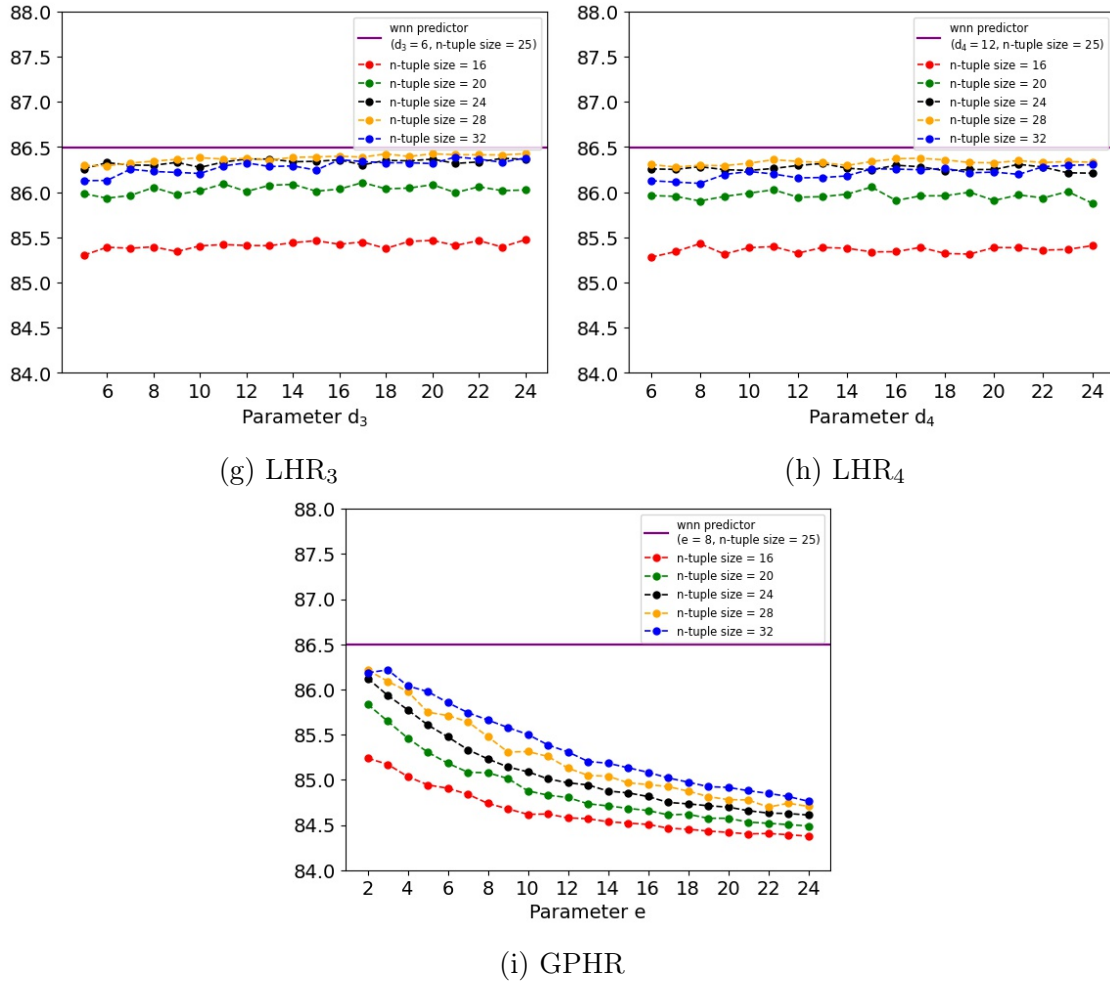 88.0
87.5
87.0
86.5
86.0
85.5
85.0
84.5
84.0
wnn predictor
(d₃ = 6, n-tuple size = 25)
n-tuple size = 16
n-tuple size = 20
n-tuple size = 24
n-tuple size = 28
n-tuple size = 32
6 8 10 12 14 16 18 20 22 24
Parameter d₃
(g) LHR₃
88.0
87.5
87.0
86.5
86.0
85.5
85.0
84.5
84.0
wnn predictor
(d₄ = 12, n-tuple size = 25)
n-tuple size = 16
n-tuple size = 20
n-tuple size = 24
n-tuple size = 28
n-tuple size = 32
6 8 10 12 14 16 18 20 22 24
Parameter d₄
(h) LHR₄
88.0
87.5
87.0
86.5
86.0
85.5
85.0
84.5
84.0
wnn predictor
(e = 8, n-tuple size = 25)
n-tuple size = 16
n-tuple size = 20
n-tuple size = 24
n-tuple size = 28
n-tuple size = 32
2 4 6 8 10 12 14 16 18 20 22 24
Parameter e
(i) GPHR